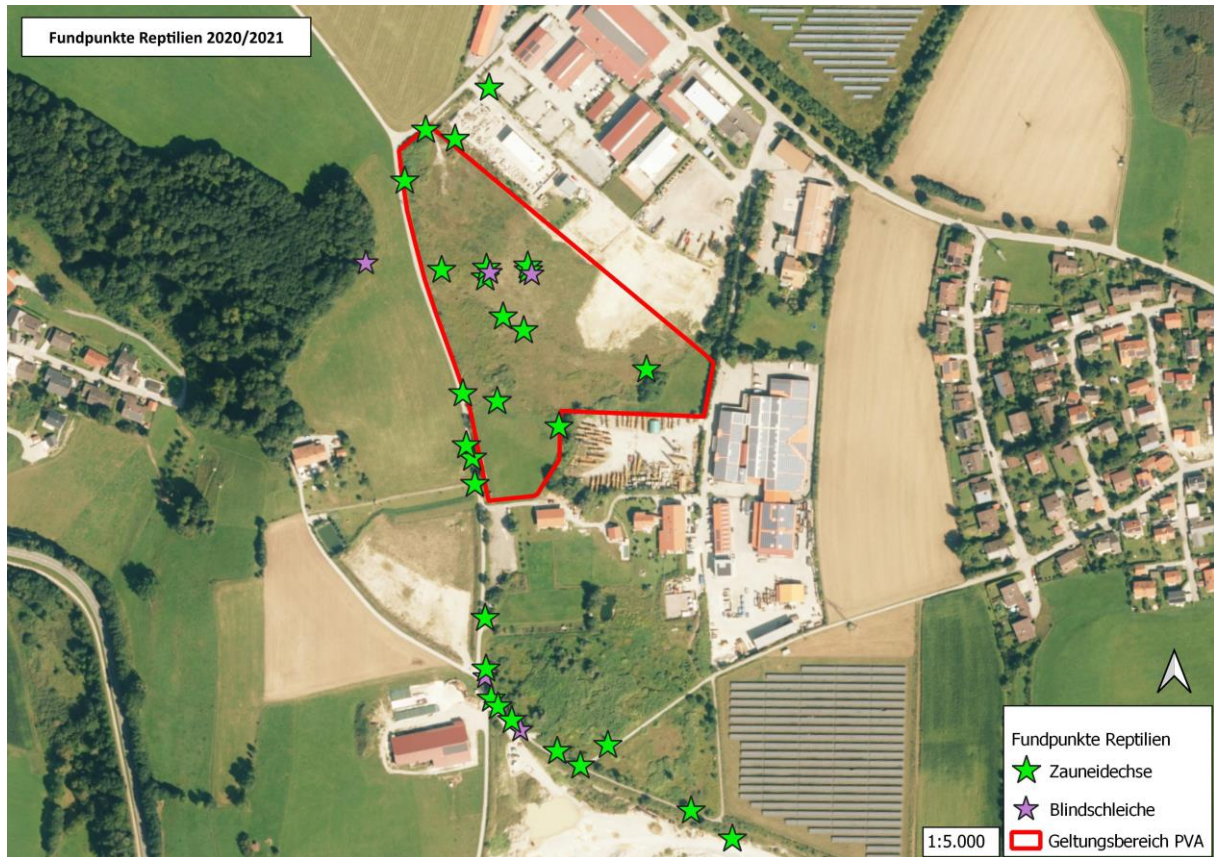 Fundpunkte Reptilien 2020/2021
1:5.000
Fundpunkte Reptilien
Zauneidechse
Blindschleiche
Geltungsbereich PVA